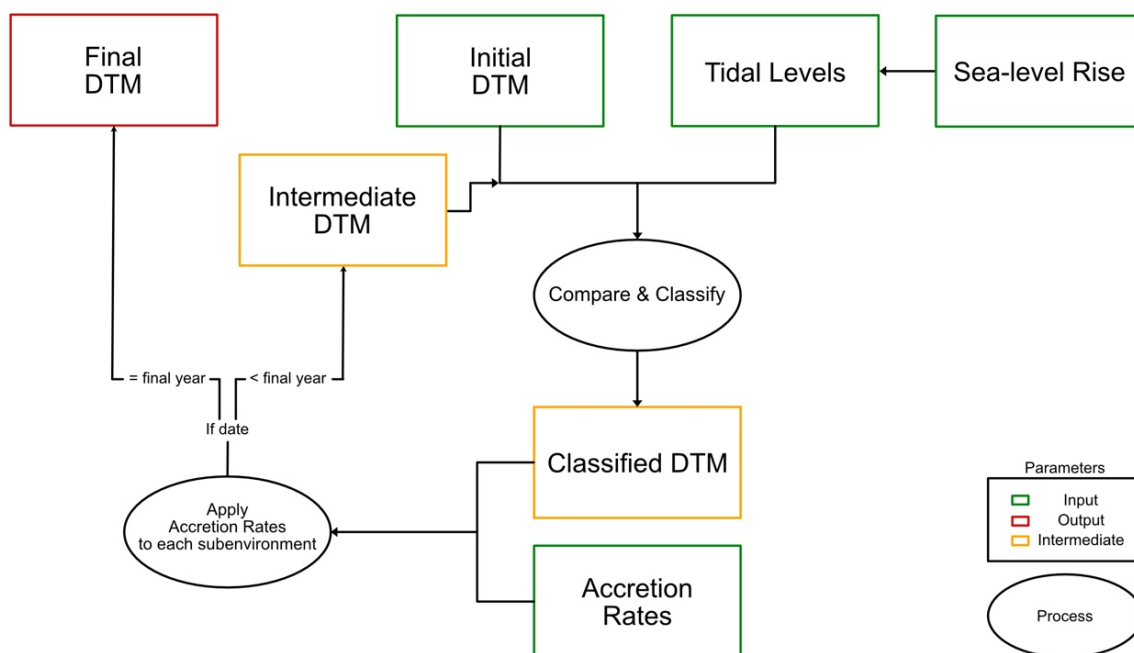 Final
DTM
Initial
DTM
Tidal Levels
Sea-level Rise
Intermediate
DTM
Compare & Classify
= final year
< final year
If date
Classified DTM
Apply
Accretion Rates
to each subenvironment
Accretion
Rates
Parameters
Input
Output
Intermediate
Process